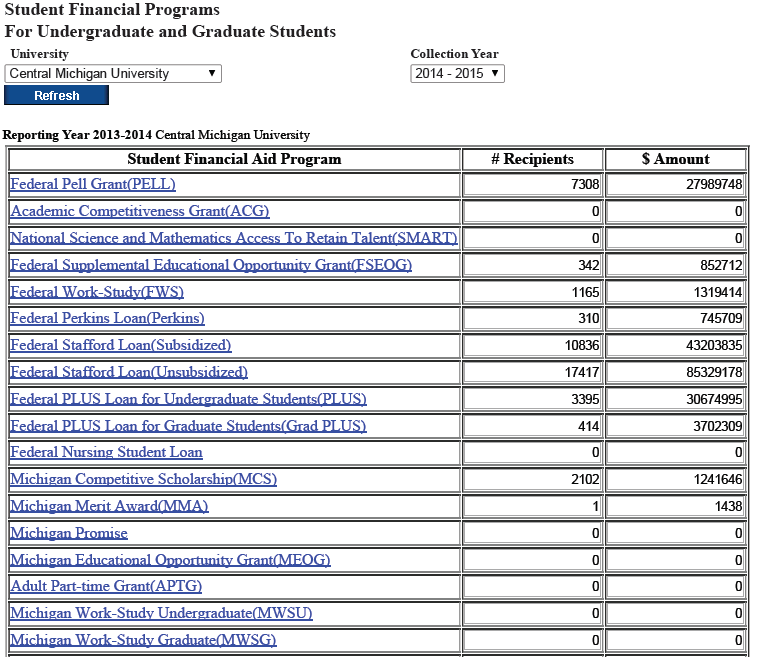 Student Financial Programs
For Undergraduate and Graduate Students
University Collection Year
Central Michigan University ▼ 2014 - 2015 ▼
Refresh
Reporting Year 2013-2014 Central Michigan University
Student Financial Aid Program # Recipients $ Amount
Federal Pell Grant(PELL) 7308 27989748
Academic Competitiveness Grant(ACG) 0 0
National Science and Mathematics Access To Retain Talent(SMART) 0 0
Federal Supplemental Educational Opportunity Grant(FSEOG) 342 852712
Federal Work-Study(FWS) 1165 1319414
Federal Perkins Loan(Perkins) 310 745709
Federal Stafford Loan(Subsidized) 10836 43203835
Federal Stafford Loan(Unsubsidized) 17417 85329178
Federal PLUS Loan for Undergraduate Students(PLUS) 3395 30674995
Federal PLUS Loan for Graduate Students(Grad PLUS) 414 3702309
Federal Nursing Student Loan 0 0
Michigan Competitive Scholarship(MCS) 2102 1241646
Michigan Merit Award(MMA) 1 1438
Michigan Promise 0 0
Michigan Educational Opportunity Grant(MEOG) 0 0
Adult Part-time Grant(APTG) 0 0
Michigan Work-Study Undergraduate(MWSU) 0 0
Michigan Work-Study Graduate(MWSG) 0 0